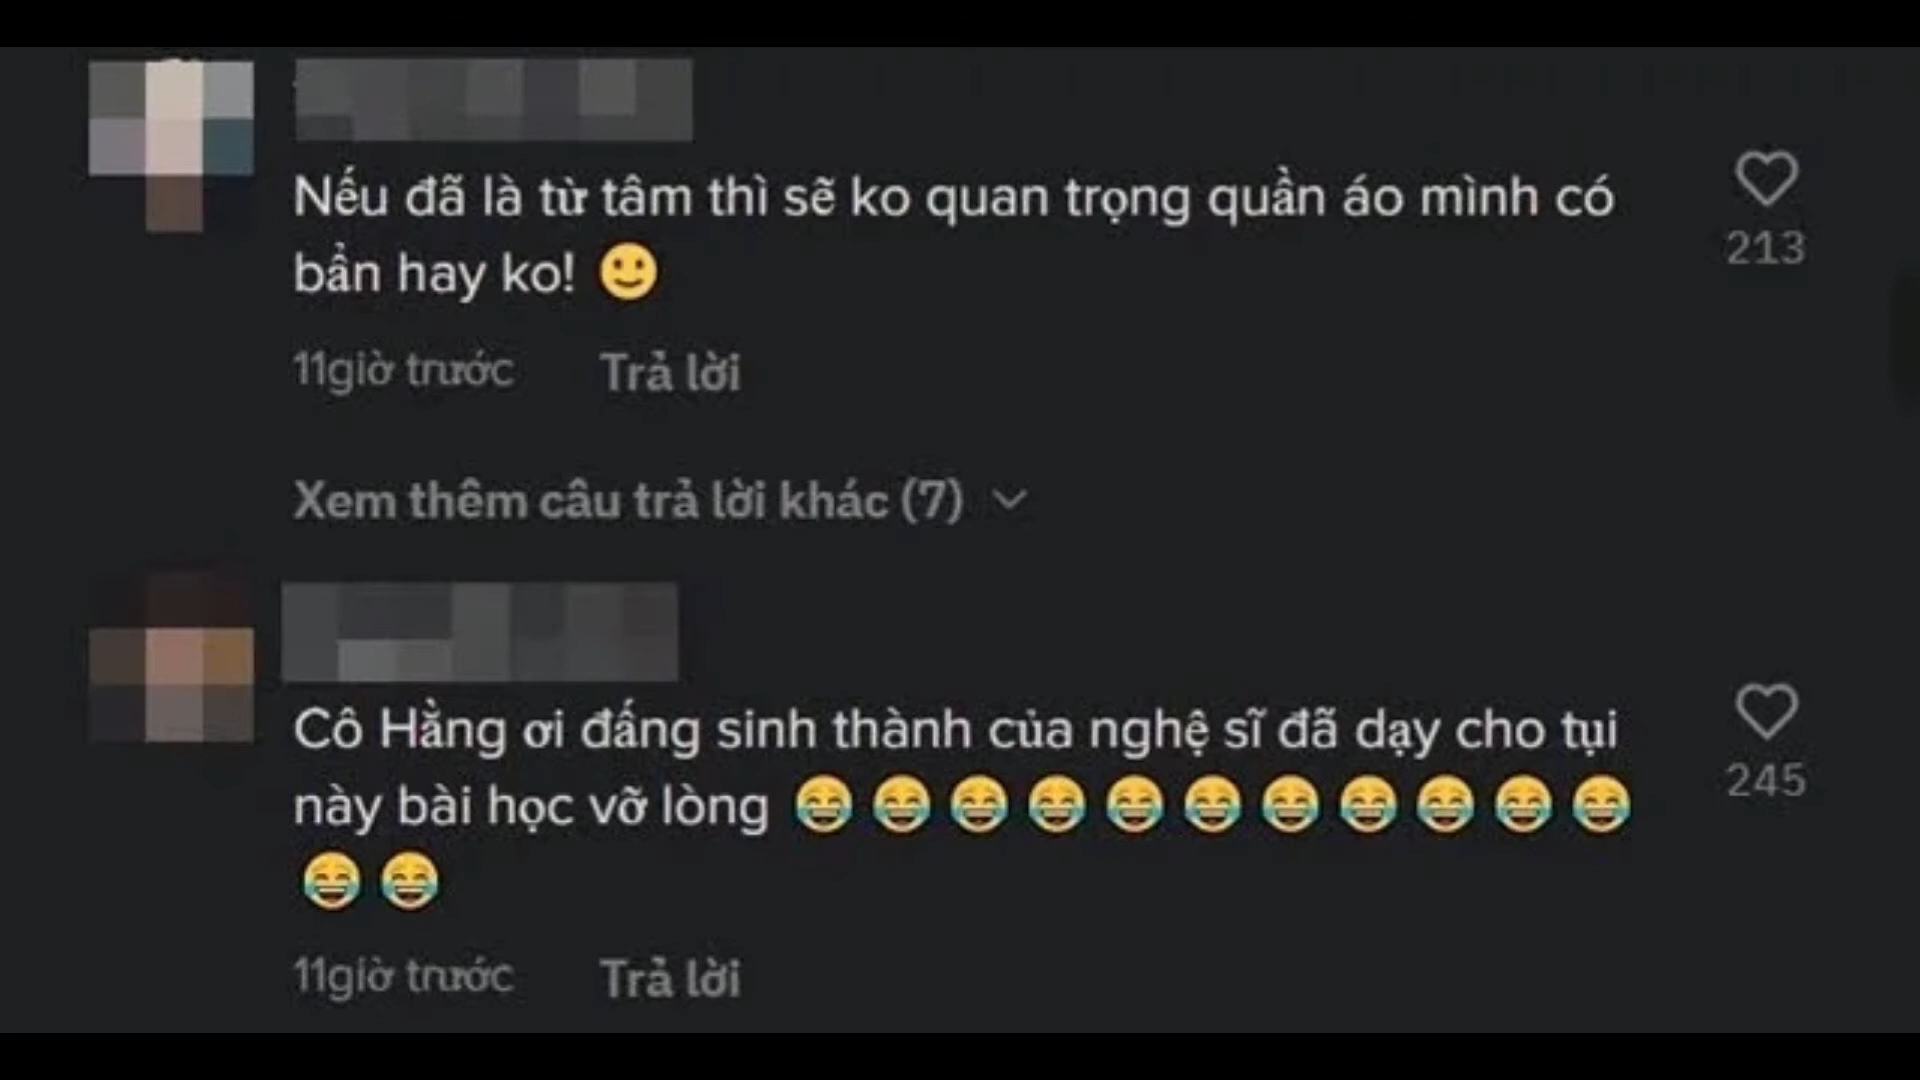 Nếu đã là từ tâm thì sẽ ko quan trọng quần áo mình có
bẩn hay ko! 🙂
213
11giờ trước Trả lời
Xem thêm câu trả lời khác (7)
Cô Hằng ơi đấng sinh thành của nghệ sĩ đã dạy cho tụi
này bài học vỡ lòng 😂😂😂😂😂😂😂😂😂😂😂
😂😂
245
11giờ trước Trả lời